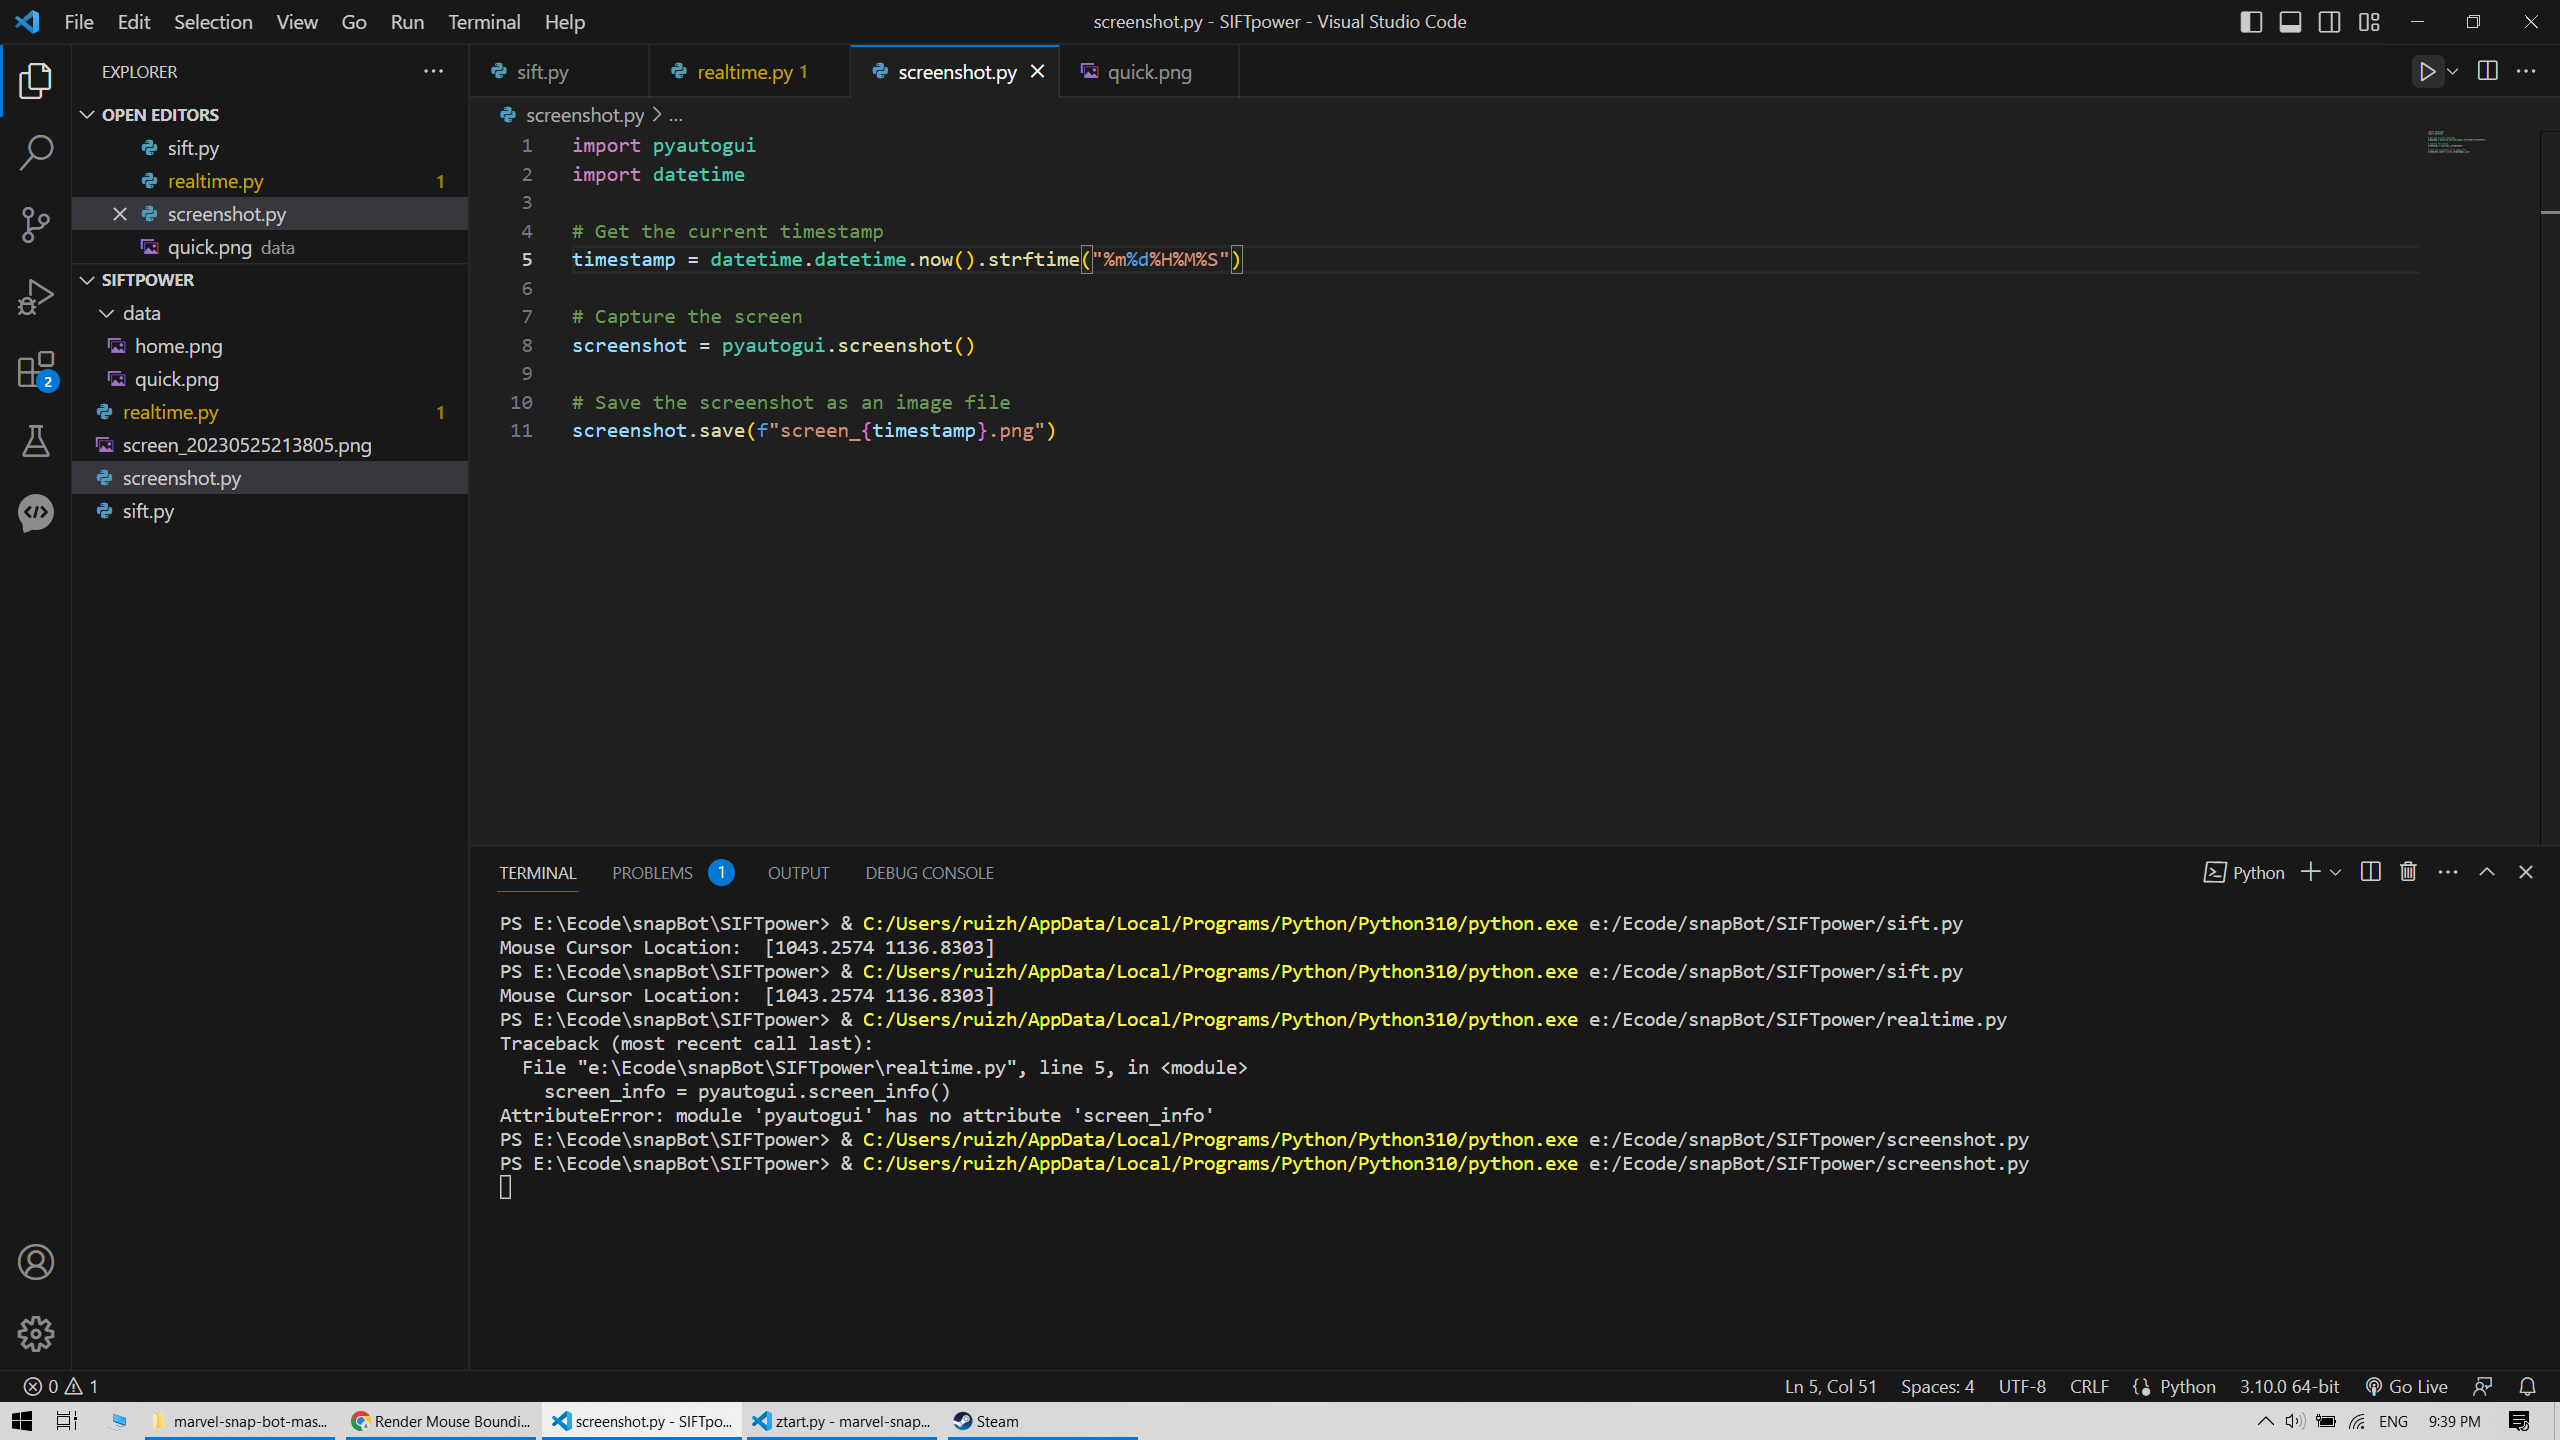 File Edit Selection View Go Run Terminal Help
screenshot.py - SIFTpower - Visual Studio Code
EXPLORER
OPEN EDITORS
sift.py
realtime.py 1
screenshot.py
quick.png data
SIFTPOWER
data
home.png
quick.png
realtime.py 1
screen_20230525213805.png
screenshot.py
sift.py
2
sift.py
realtime.py 1
screenshot.py
quick.png
screenshot.py > ...
1 import pyautogui
2 import datetime
3
4 # Get the current timestamp
5 timestamp = datetime.datetime.now().strftime("%m%d%H%M%S")
6
7 # Capture the screen
8 screenshot = pyautogui.screenshot()
9
10 # Save the screenshot as an image file
11 screenshot.save(f"screen_{timestamp}.png")
TERMINAL PROBLEMS 1 OUTPUT DEBUG CONSOLE
Python
PS E:\Ecode\snapBot\SIFTpower> & C:/Users/ruizh/AppData/Local/Programs/Python/Python310/python.exe e:/Ecode/snapBot/SIFTpower/sift.py
Mouse Cursor Location:  [1043.2574 1136.8303]
PS E:\Ecode\snapBot\SIFTpower> & C:/Users/ruizh/AppData/Local/Programs/Python/Python310/python.exe e:/Ecode/snapBot/SIFTpower/sift.py
Mouse Cursor Location:  [1043.2574 1136.8303]
PS E:\Ecode\snapBot\SIFTpower> & C:/Users/ruizh/AppData/Local/Programs/Python/Python310/python.exe e:/Ecode/snapBot/SIFTpower/realtime.py
Traceback (most recent call last):
  File "e:\Ecode\snapBot\SIFTpower\realtime.py", line 5, in <module>
    screen_info = pyautogui.screen_info()
AttributeError: module 'pyautogui' has no attribute 'screen_info'
PS E:\Ecode\snapBot\SIFTpower> & C:/Users/ruizh/AppData/Local/Programs/Python/Python310/python.exe e:/Ecode/snapBot/SIFTpower/screenshot.py
PS E:\Ecode\snapBot\SIFTpower> & C:/Users/ruizh/AppData/Local/Programs/Python/Python310/python.exe e:/Ecode/snapBot/SIFTpower/screenshot.py
0 1
Ln 5, Col 51 Spaces: 4 UTF-8 CRLF Python 3.10.0 64-bit Go Live
marvel-snap-bot-mas... Render Mouse Boundi... screenshot.py - SIFTpo... ztart.py - marvel-snap... Steam
ENG 9:39 PM